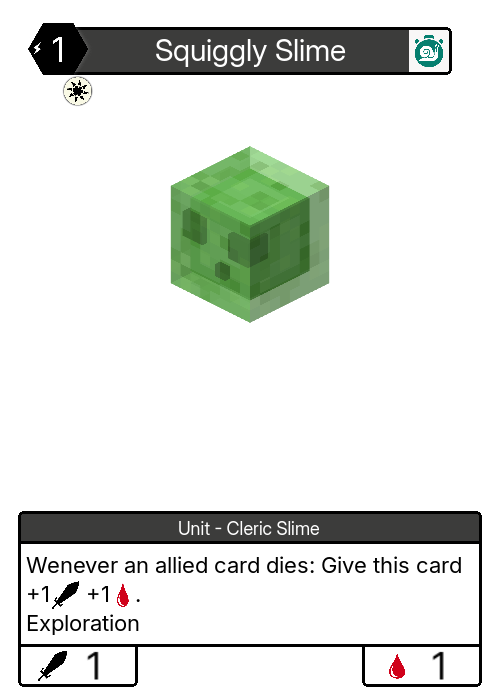 1
Squiggly Slime
Unit - Cleric Slime
Wenever an allied card dies: Give this card
+1 +1 .
Exploration
1
1